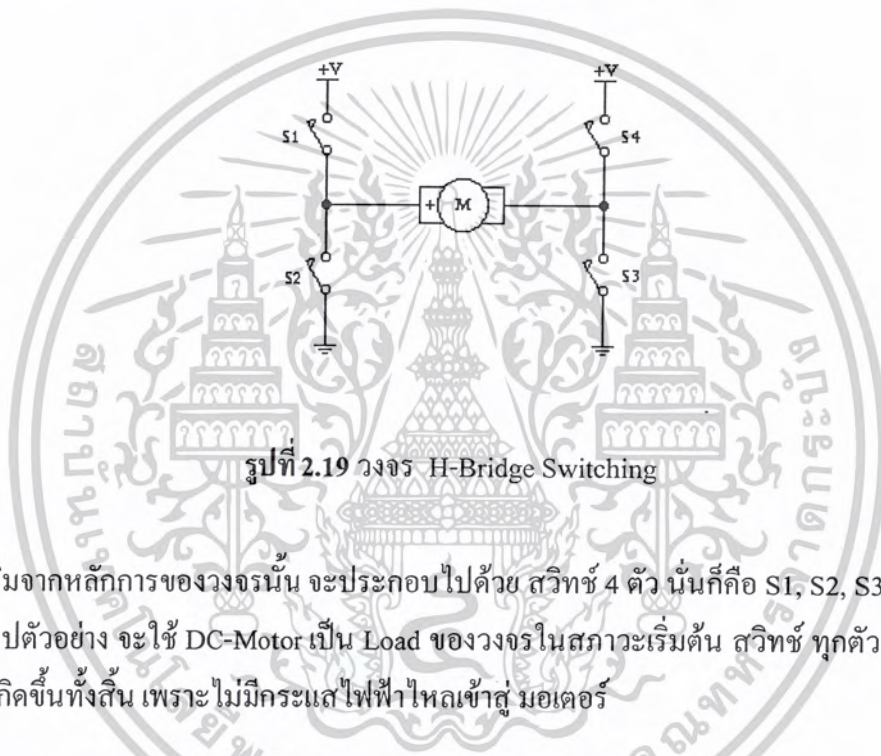 +V +V
S1 S4
+ M
S2 S3
รูปที่ 2.19 วงจร H-Bridge Switching
มจากหลักการของวงจรนั้น จะประกอบไปด้วย สวิทช์ 4 ตัว นั่นก็คือ S1, S2, S3
ปตัวอย่าง จะใช้ DC-Motor เป็น Load ของวงจรในสภาวะเริ่มต้น สวิทช์ ทุกตัว
กิดขึ้นทั้งสิ้น เพราะไม่มีกระแสไฟฟ้าไหลเข้าสู่ มอเตอร์